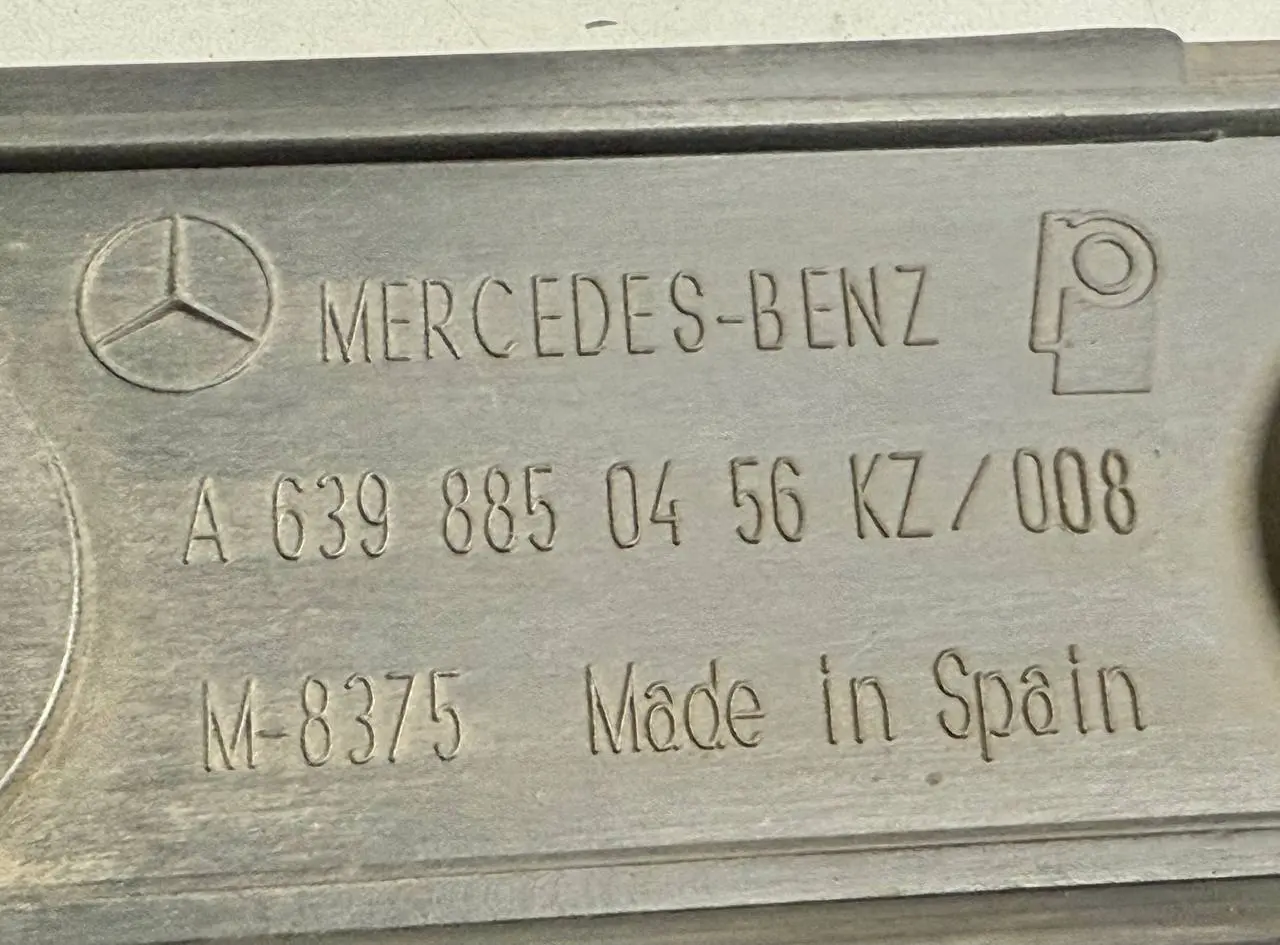 MERCEDES-BENZ
A 639 885 04 56 KZ/008
M-8375 Made in Spain